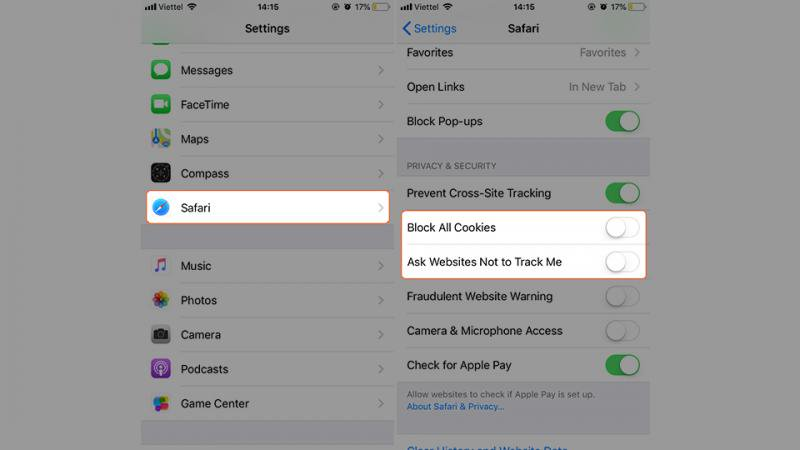 Viettel 14:15 17%
Settings
Messages
FaceTime
Maps
Compass
Safari
Music
Photos
Camera
Podcasts
Game Center
Viettel 14:15 17%
Settings Safari
Favorites Favorites
Open Links In New Tab
Block Pop-ups
PRIVACY & SECURITY
Prevent Cross-Site Tracking
Block All Cookies
Ask Websites Not to Track Me
Fraudulent Website Warning
Camera & Microphone Access
Check for Apple Pay
Allow websites to check if Apple Pay is set up.
About Safari & Privacy...
Clear History and Website Data